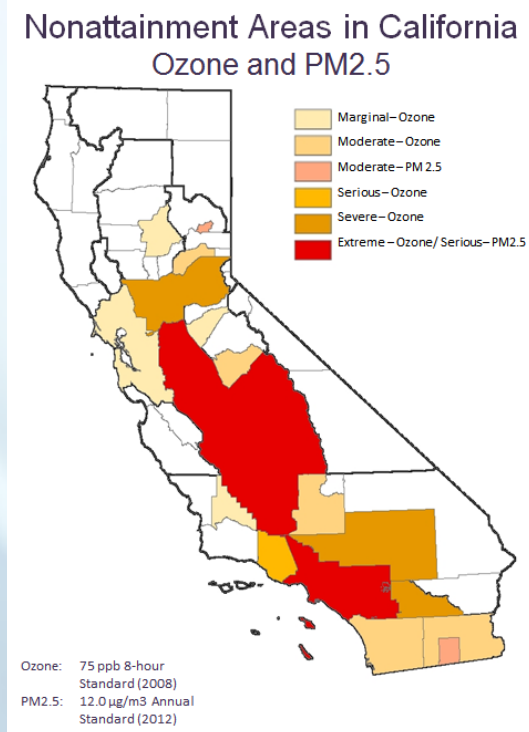 Nonattainment Areas in California
Ozone and PM2.5
Marginal–Ozone
Moderate–Ozone
Moderate–PM 2.5
Serious–Ozone
Severe–Ozone
Extreme–Ozone/ Serious–PM2.5
Ozone: 75 ppb 8-hour
Standard (2008)
PM2.5: 12.0 µg/m3 Annual
Standard (2012)